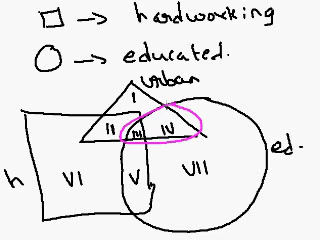 □ → hardworking
○ → educated.
urban
I
II III IV
h VI V VII ed.